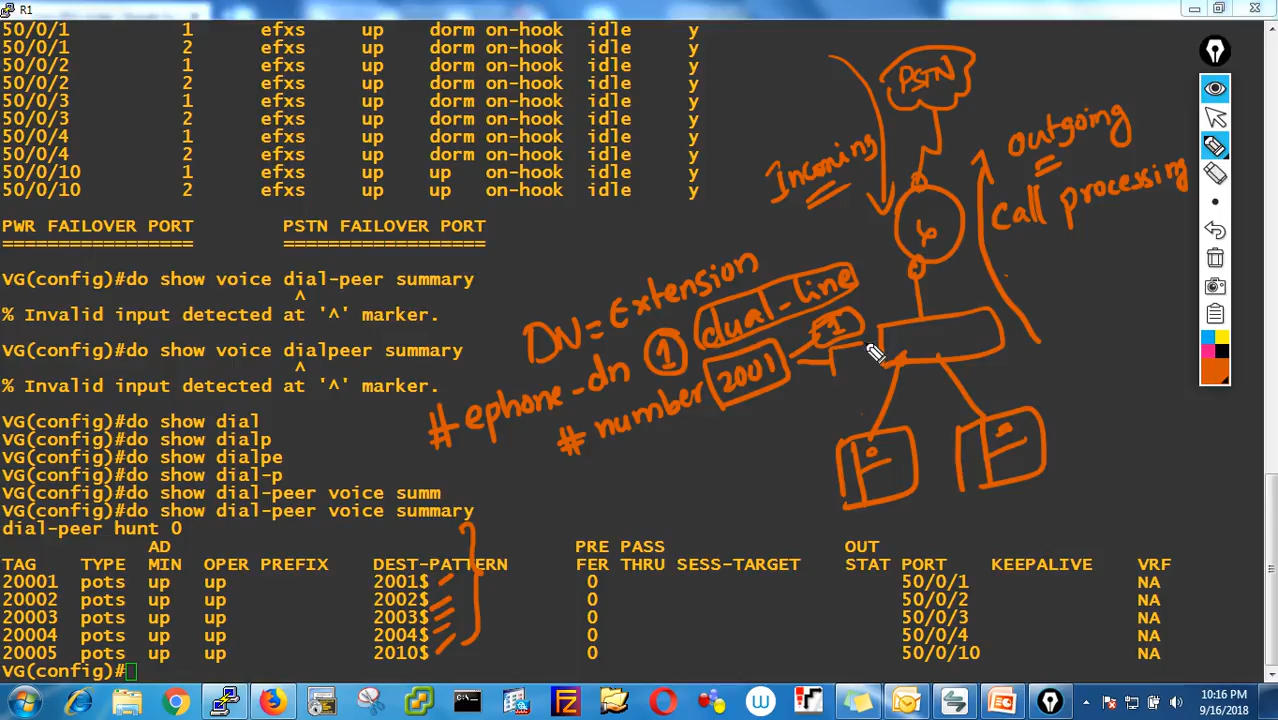 R1
50/0/1 1 efxs up dorm on-hook idle y
50/0/1 2 efxs up dorm on-hook idle y
50/0/2 1 efxs up dorm on-hook idle y
50/0/2 2 efxs up dorm on-hook idle y
50/0/3 1 efxs up dorm on-hook idle y
50/0/3 2 efxs up dorm on-hook idle y
50/0/4 1 efxs up dorm on-hook idle y
50/0/4 2 efxs up dorm on-hook idle y
50/0/10 1 efxs up up on-hook idle y
50/0/10 2 efxs up up on-hook idle y
PWR FAILOVER PORT PSTN FAILOVER PORT
================= ==================
VG(config)#do show voice dial-peer summary
^
% Invalid input detected at '^' marker.
VG(config)#do show voice dialpeer summary
^
% Invalid input detected at '^' marker.
VG(config)#do show dial
VG(config)#do show dialp
VG(config)#do show dialpe
VG(config)#do show dial-p
VG(config)#do show dial-peer voice summ
VG(config)#do show dial-peer voice summary
dial-peer hunt 0
AD PRE PASS OUT
TAG TYPE MIN OPER PREFIX DEST-PATTERN FER THRU SESS-TARGET STAT PORT KEEPALIVE VRF
20001 pots up up 2001$ 0 50/0/1 NA
20002 pots up up 2002$ 0 50/0/2 NA
20003 pots up up 2003$ 0 50/0/3 NA
20004 pots up up 2004$ 0 50/0/4 NA
20005 pots up up 2010$ 0 50/0/10 NA
VG(config)#
PSTN
Incoming
outgoing
call processing
DN = Extension
# ephone-dn 1 dual-line
# number 2001 1
10:16 PM
9/16/2018